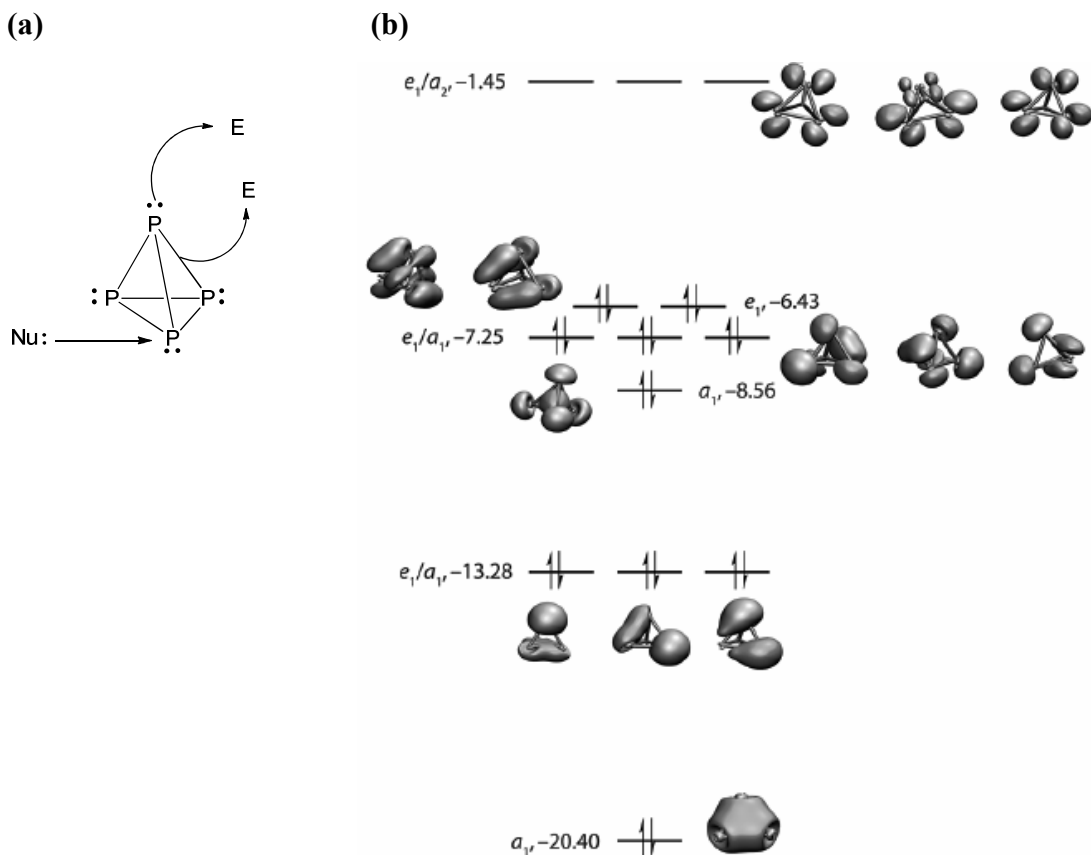 (a)
(b)
E
E
P
:P
P:
P
Nu:
e₁/a₂, −1.45
e₁, −6.43
e₁/a₁, −7.25
a₁, −8.56
e₁/a₁, −13.28
a₁, −20.40